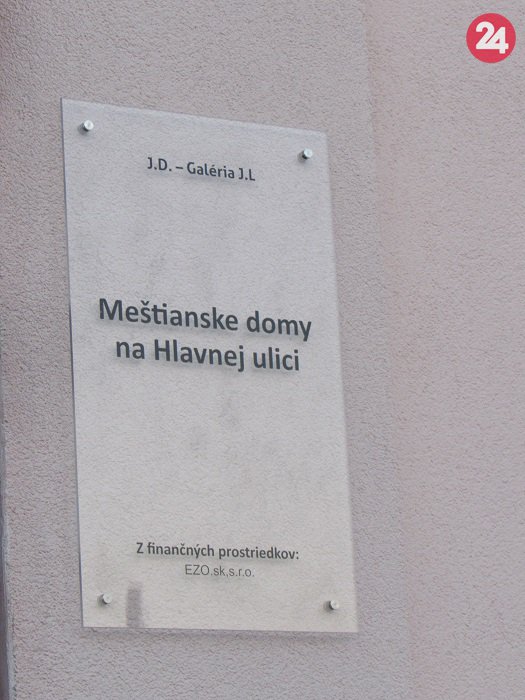 24
J.D. – Galéria J.L
Meštianske domy
na Hlavnej ulici
Z finančných prostriedkov:
EZO.sk,s.r.o.